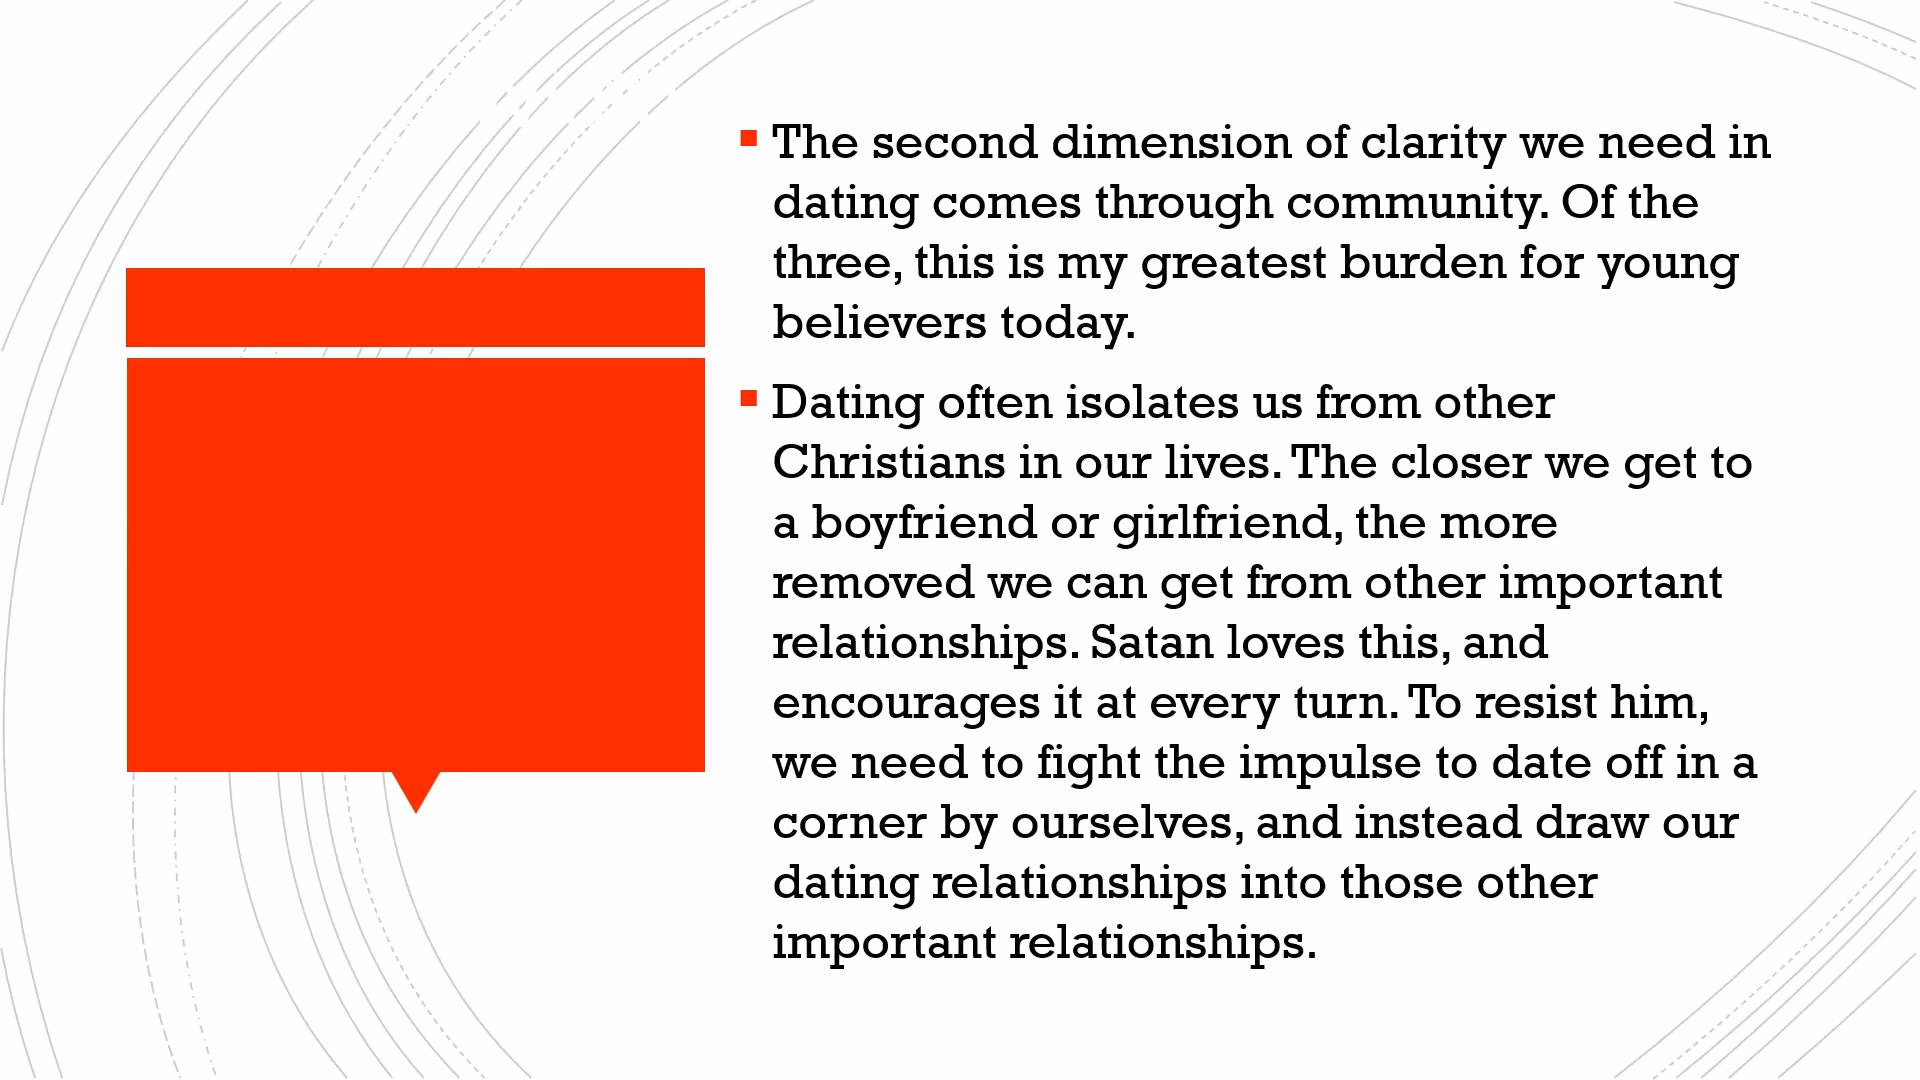 The second dimension of clarity we need in
dating comes through community. Of the
three, this is my greatest burden for young
believers today.
Dating often isolates us from other
Christians in our lives. The closer we get to
a boyfriend or girlfriend, the more
removed we can get from other important
relationships. Satan loves this, and
encourages it at every turn. To resist him,
we need to fight the impulse to date off in a
corner by ourselves, and instead draw our
dating relationships into those other
important relationships.